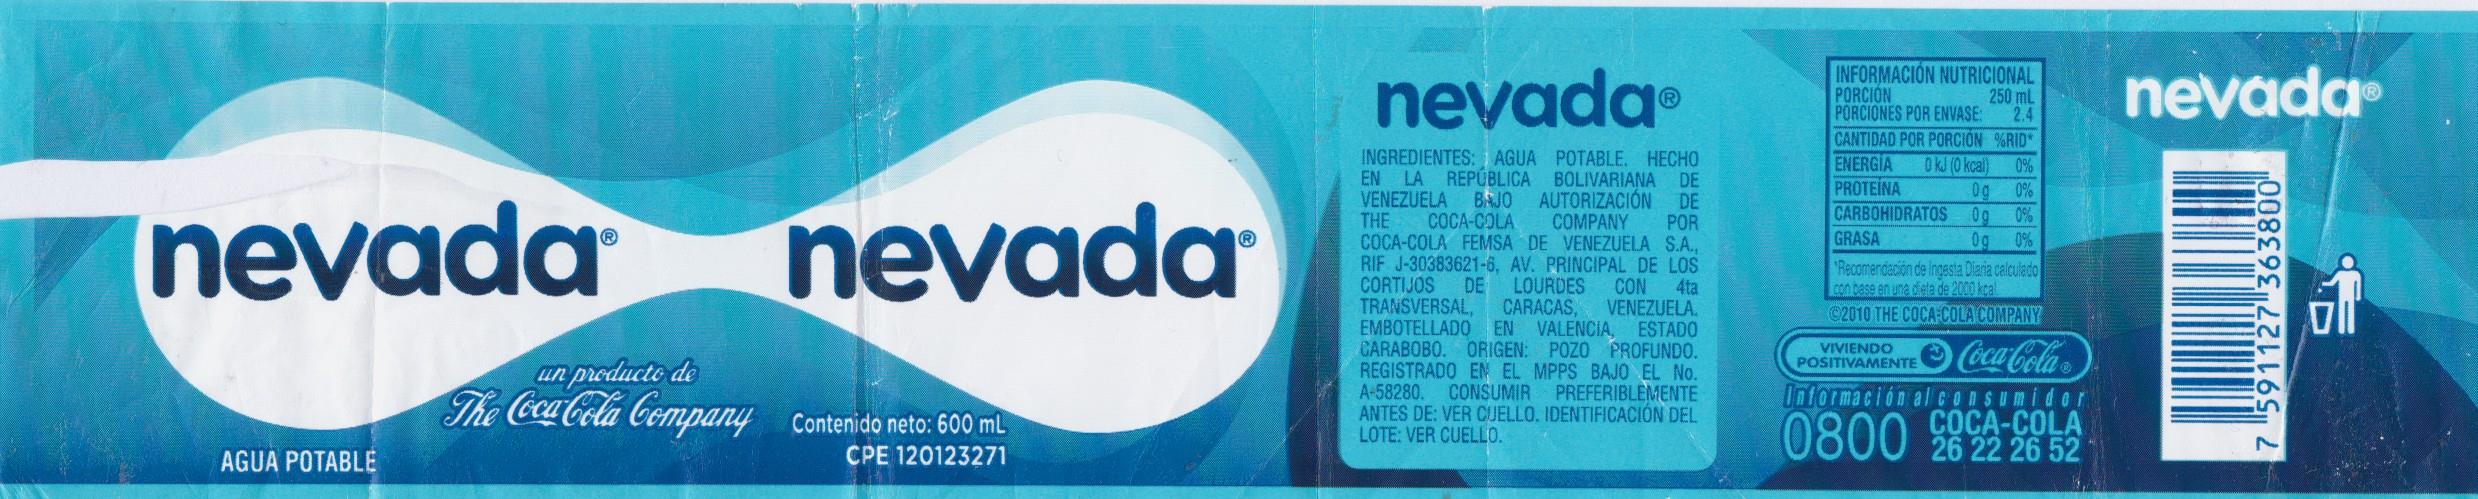 nevada®
nevada®
un producto de
The Coca-Cola Company
AGUA POTABLE
Contenido neto: 600 mL
CPE 120123271
nevada®
INGREDIENTES: AGUA POTABLE. HECHO
EN LA REPÚBLICA BOLIVARIANA DE
VENEZUELA BAJO AUTORIZACIÓN DE
THE COCA-COLA COMPANY POR
COCA-COLA FEMSA DE VENEZUELA S.A.,
RIF J-30383621-6, AV. PRINCIPAL DE LOS
CORTIJOS DE LOURDES CON 4ta
TRANSVERSAL, CARACAS, VENEZUELA.
EMBOTELLADO EN VALENCIA, ESTADO
CARABOBO. ORIGEN: POZO PROFUNDO.
REGISTRADO EN EL MPPS BAJO EL No.
A-58280. CONSUMIR PREFERIBLEMENTE
ANTES DE: VER CUELLO. IDENTIFICACIÓN DEL
LOTE: VER CUELLO.
INFORMACIÓN NUTRICIONAL
PORCIÓN 250 mL
PORCIONES POR ENVASE: 2.4
CANTIDAD POR PORCIÓN %RID*
ENERGÍA 0 kJ (0 kcal) 0%
PROTEÍNA 0 g 0%
CARBOHIDRATOS 0 g 0%
GRASA 0 g 0%
*Recomendación de Ingesta Diaria calculado
con base en una dieta de 2000 kcal
©2010 THE COCA-COLA COMPANY
VIVIENDO
POSITIVAMENTE Coca-Cola®
Información al consumidor
0800 COCA-COLA
26 22 26 52
nevada®
7 591127 363800